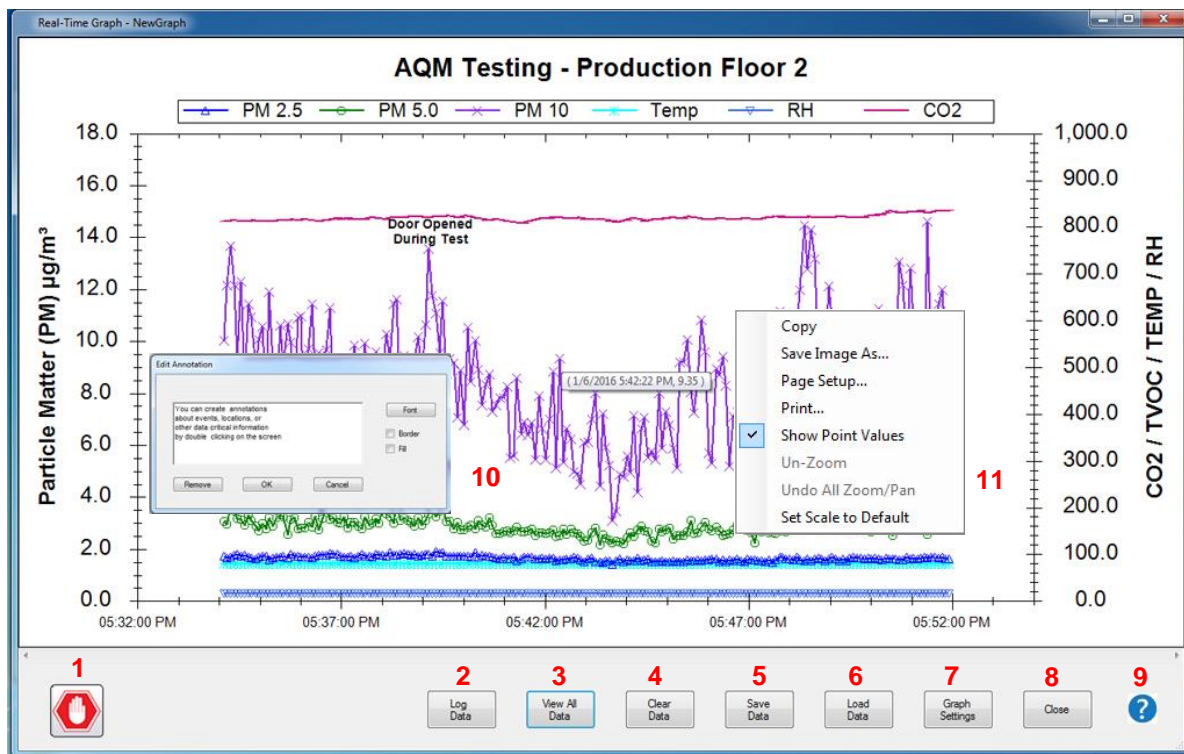 Real-Time Graph - NewGraph
AQM Testing - Production Floor 2
PM 2.5 PM 5.0 PM 10 Temp RH CO2
18.0
16.0
14.0
12.0
10.0
8.0
6.0
4.0
2.0
0.0
Particle Matter (PM) µg/m³
1,000.0
900.0
800.0
700.0
600.0
500.0
400.0
300.0
200.0
100.0
0.0
CO2 / TVOC / TEMP / RH
Door Opened
During Test
Edit Annotation
You can create annotations
about events, locations, or
other data critical information
by double clicking on the screen
Font
Border
Fill
Remove OK Cancel
10
( 1/6/2016 5:42:22 PM, 9.35 )
Copy
Save Image As...
Page Setup...
Print...
Show Point Values
Un-Zoom
Undo All Zoom/Pan
Set Scale to Default
11
05:32:00 PM 05:37:00 PM 05:42:00 PM 05:47:00 PM 05:52:00 PM
1 2 3 4 5 6 7 8 9
Log
Data
View All
Data
Clear
Data
Save
Data
Load
Data
Graph
Settings
Close
?